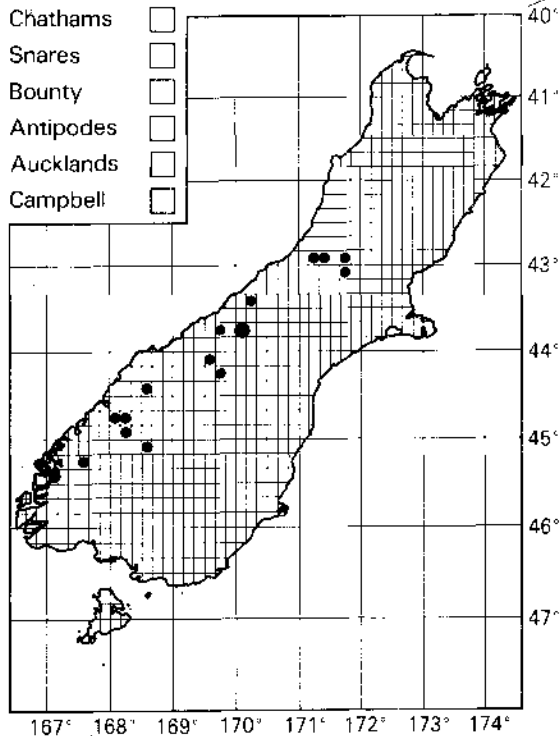 Chathams
Snares
Bounty
Antipodes
Aucklands
Campbell
40°
41°
42°
43°
44°
45°
46°
47°
167° 168° 169° 170° 171° 172° 173° 174°